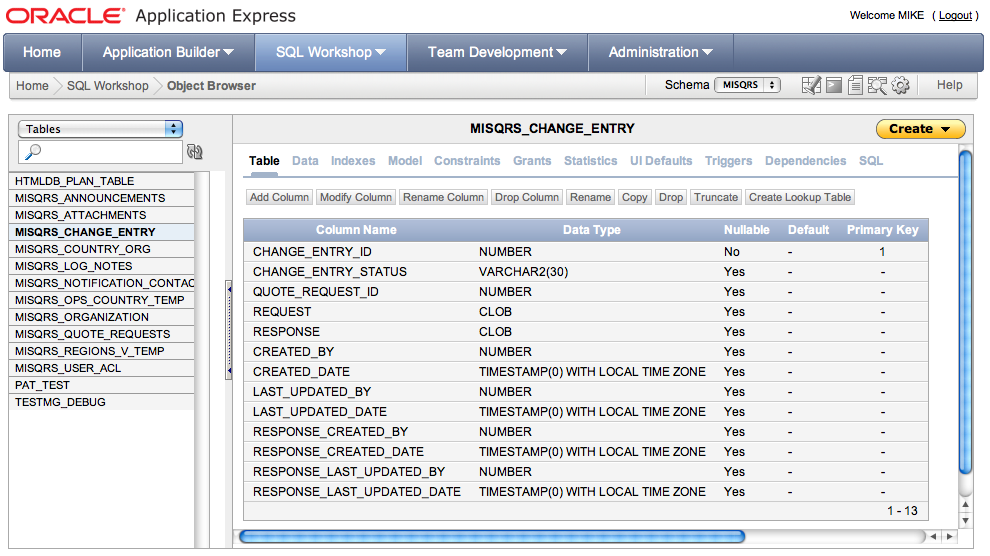 ORACLE Application Express
Welcome MIKE ( Logout )
Home Application Builder SQL Workshop Team Development Administration
Home SQL Workshop Object Browser Schema MISQRS Help
Tables
MISQRS_CHANGE_ENTRY Create
Table Data Indexes Model Constraints Grants Statistics UI Defaults Triggers Dependencies SQL
Add Column Modify Column Rename Column Drop Column Rename Copy Drop Truncate Create Lookup Table
HTMLDB_PLAN_TABLE
MISQRS_ANNOUNCEMENTS
MISQRS_ATTACHMENTS
MISQRS_CHANGE_ENTRY
MISQRS_COUNTRY_ORG
MISQRS_LOG_NOTES
MISQRS_NOTIFICATION_CONTAC
MISQRS_OPS_COUNTRY_TEMP
MISQRS_ORGANIZATION
MISQRS_QUOTE_REQUESTS
MISQRS_REGIONS_V_TEMP
MISQRS_USER_ACL
PAT_TEST
TESTMG_DEBUG
Column Name Data Type Nullable Default Primary Key
CHANGE_ENTRY_ID NUMBER No - 1
CHANGE_ENTRY_STATUS VARCHAR2(30) Yes - -
QUOTE_REQUEST_ID NUMBER Yes - -
REQUEST CLOB Yes - -
RESPONSE CLOB Yes - -
CREATED_BY NUMBER Yes - -
CREATED_DATE TIMESTAMP(0) WITH LOCAL TIME ZONE Yes - -
LAST_UPDATED_BY NUMBER Yes - -
LAST_UPDATED_DATE TIMESTAMP(0) WITH LOCAL TIME ZONE Yes - -
RESPONSE_CREATED_BY NUMBER Yes - -
RESPONSE_CREATED_DATE TIMESTAMP(0) WITH LOCAL TIME ZONE Yes - -
RESPONSE_LAST_UPDATED_BY NUMBER Yes - -
RESPONSE_LAST_UPDATED_DATE TIMESTAMP(0) WITH LOCAL TIME ZONE Yes - -
1 - 13